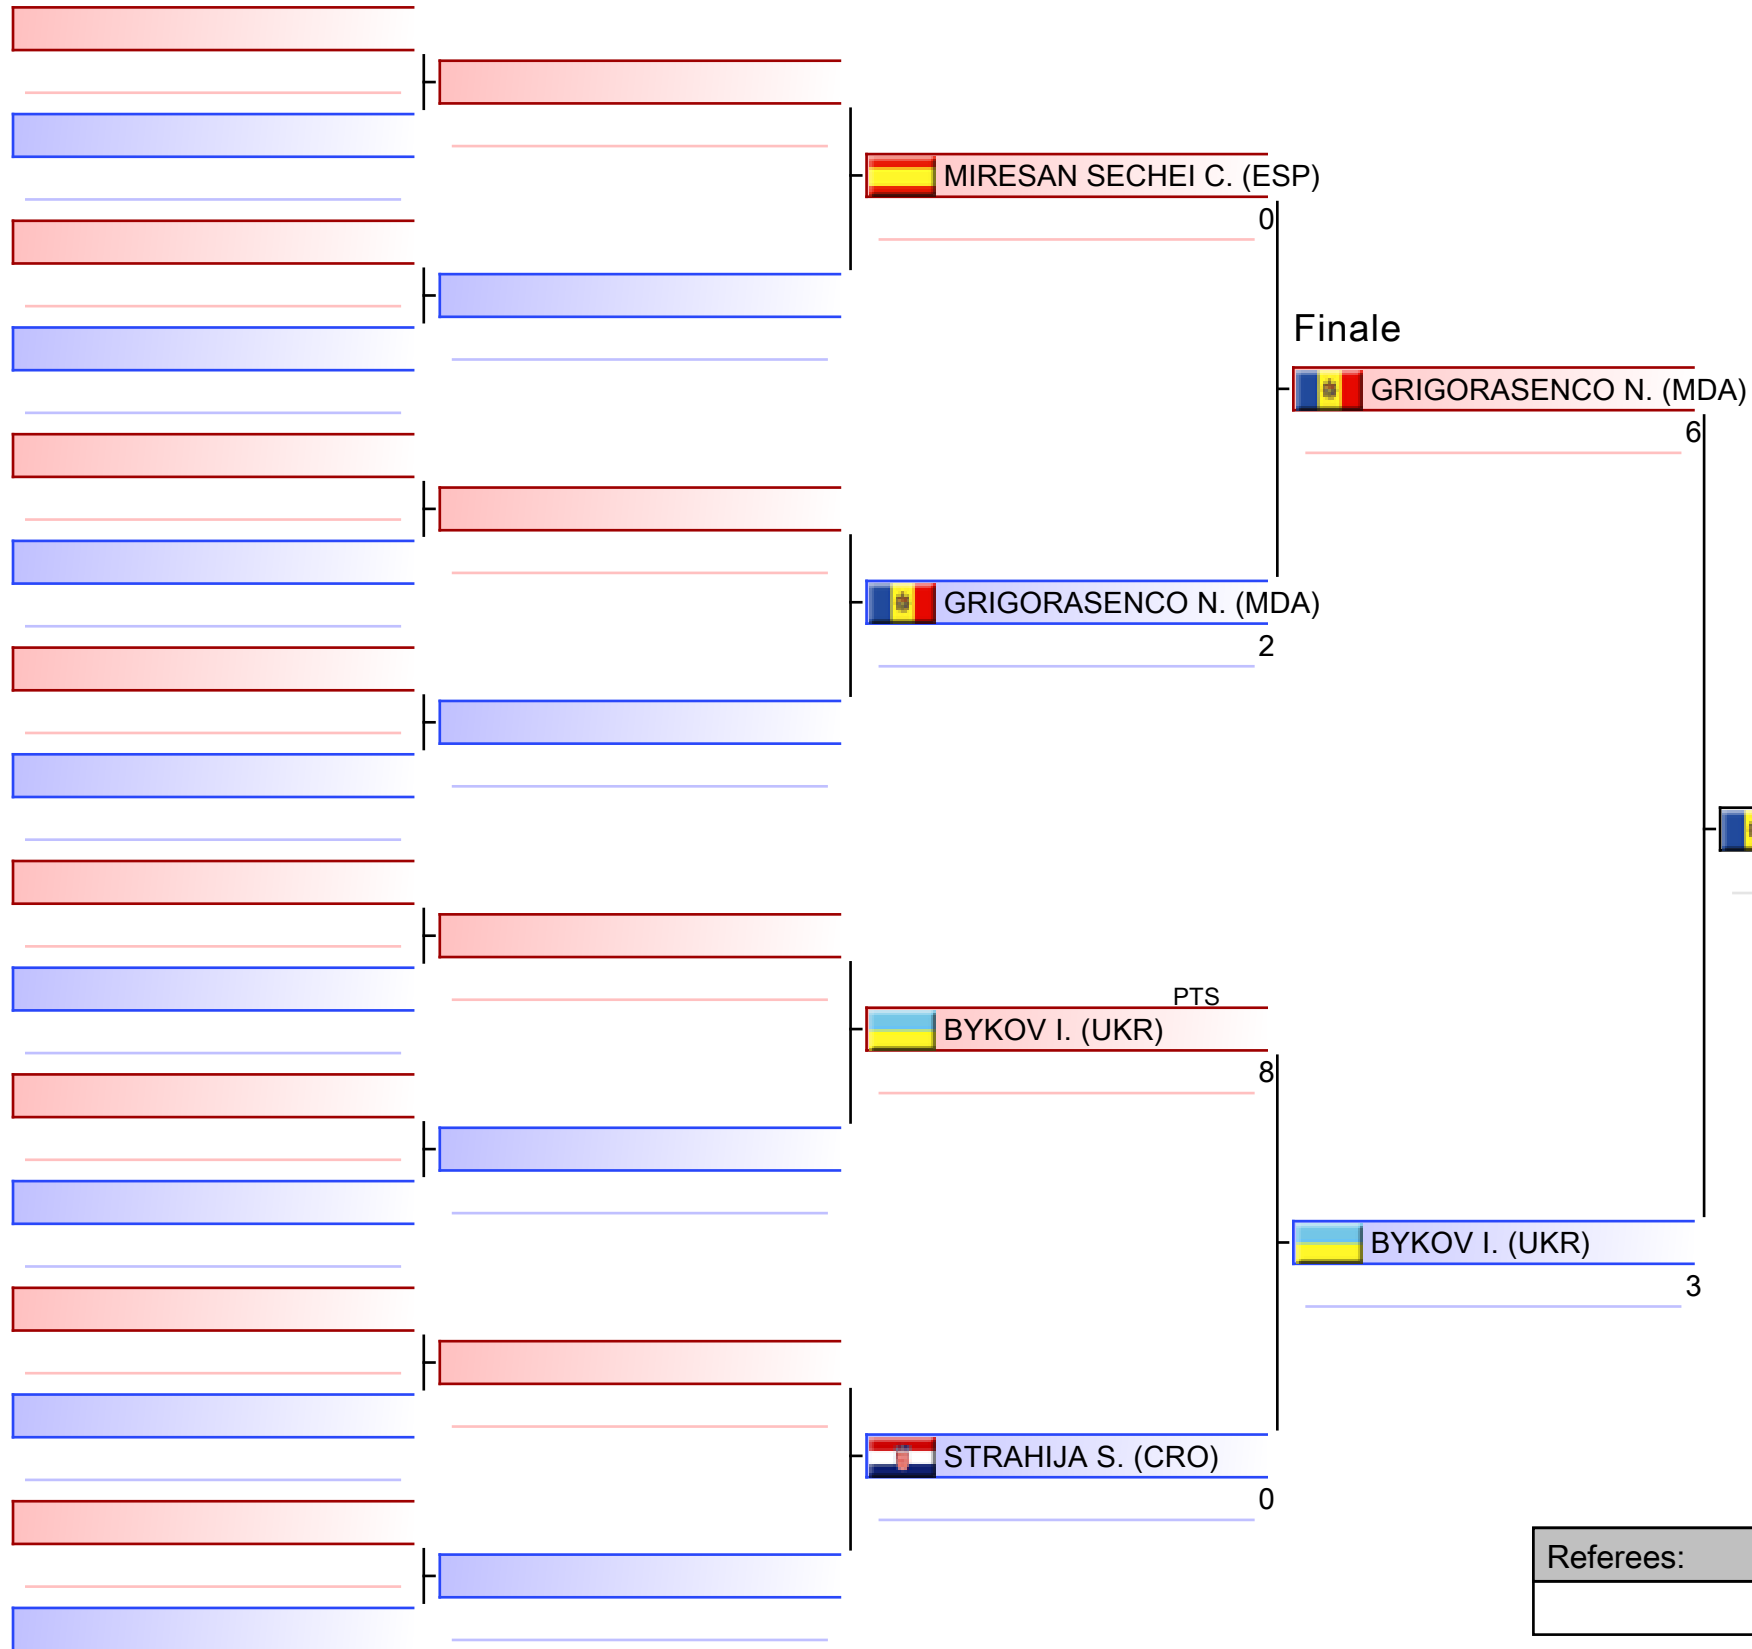 MIRESAN SECHEI C. (ESP)
0
Finale
GRIGORASENCO N. (MDA)
6
GRIGORASENCO N. (MDA)
2
PTS
BYKOV I. (UKR)
8
BYKOV I. (UKR)
3
STRAHIJA S. (CRO)
0
Referees: